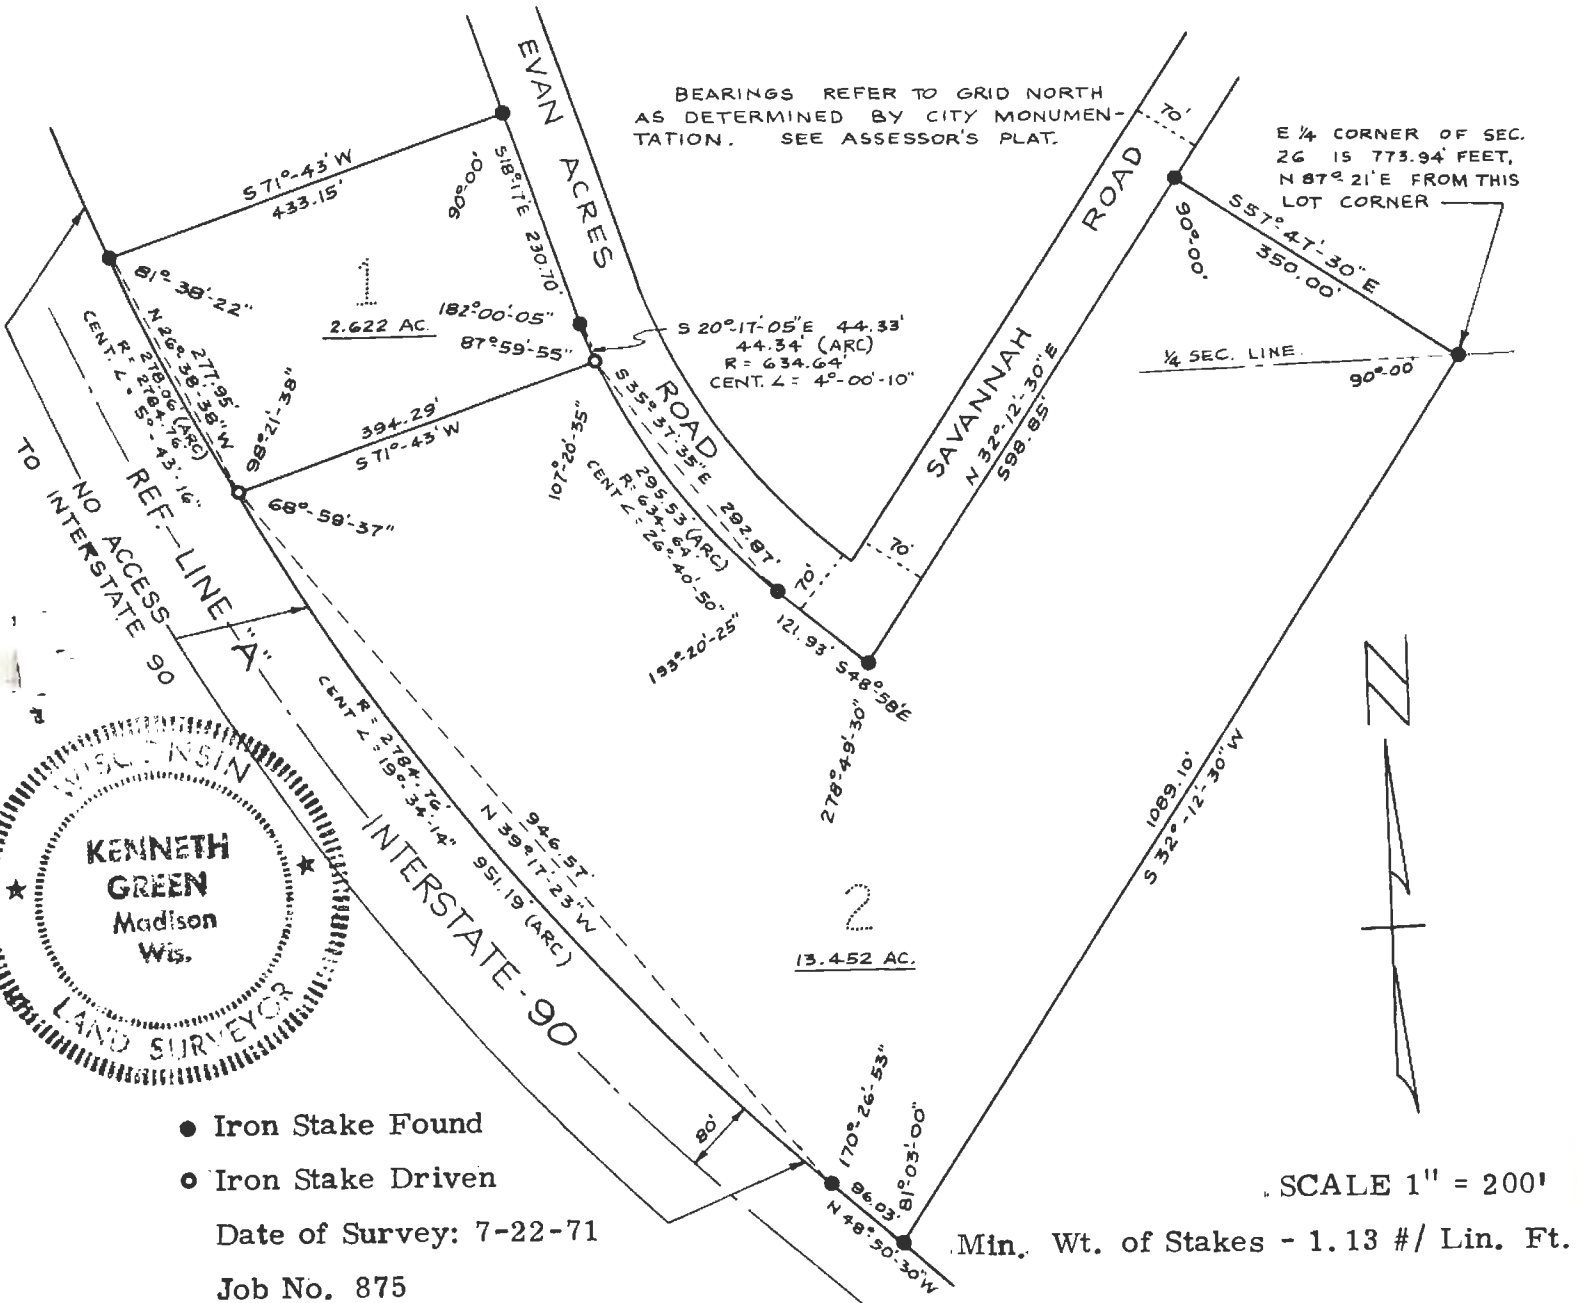 EVAN ACRES
ROAD
BEARINGS REFER TO GRID NORTH
AS DETERMINED BY CITY MONUMEN-
TATION. SEE ASSESSOR'S PLAT.
70'
SAVANNAH ROAD
E 1/4 CORNER OF SEC.
26 IS 773.94' FEET,
N 87°-21'E FROM THIS
LOT CORNER
S 71°-43'W
433.15'
90°-00'
S18°-17'E 230.70'
S57°-47'-30"E
350.00'
90°-00'
81°-38'-22"
1
2.622 AC.
182°00'-05"
87°59'-55"
S 20°-17'-05"E 44.33'
44.34' (ARC)
R = 634.64'
CENT. ∠ = 4°-00'-10"
1/4 SEC. LINE
90°-00'
277.95'
N 26°-38'-38"W
278.06 (ARC)
R = 2784.76'
CENT. ∠ = 5°-43'-16"
98°-21'-38"
394.29'
S 71°-43'W
S35°-37'-35"E 292.87'
295.53' (ARC)
R = 634.64'
CENT ∠ = 26°-40'-50"
107°-20'-35"
N 32°-12'-30"E
598.85'
68°-59'-37"
REF. LINE "A"
NO ACCESS
TO INTERSTATE 90
70'
70'
121.93' S48°-58'E
193°-20'-25"
278°-49'-30"
R = 2784.76' 951.19' (ARC)
CENT ∠ = 19°-34'-14"
946.57'
N 39°-17'-23"W
1089.10'
S 32°-12'-30"W
INTERSTATE - 90
2
13.452 AC.
N
WISCONSIN
KENNETH
GREEN
Madison
Wis.
LAND SURVEYOR
80'
170°-26'-53"
81°-03'-00"
86.03'
N 48°-50'-30"W
Iron Stake Found
Iron Stake Driven
Date of Survey: 7-22-71
Job No. 875
SCALE 1" = 200'
Min. Wt. of Stakes - 1.13 #/ Lin. Ft.